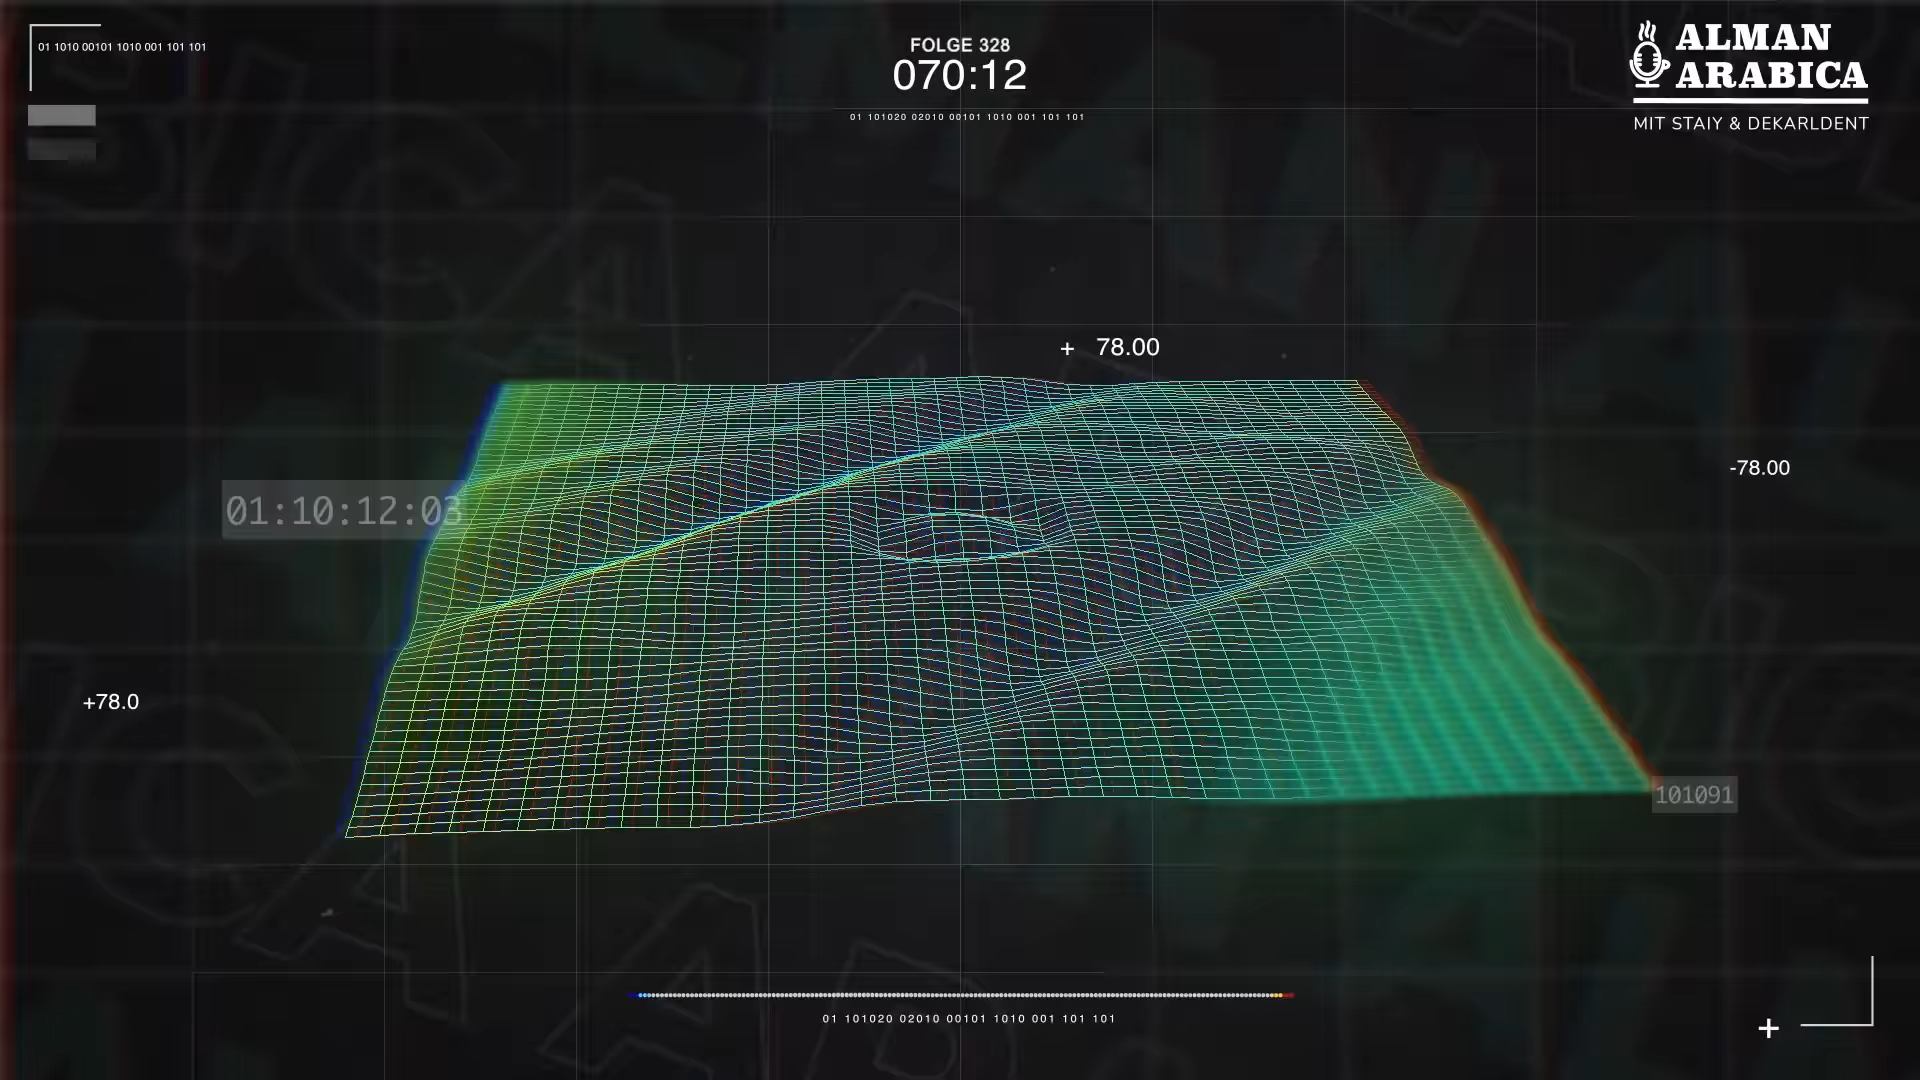 01 1010 00101 1010 001 101 101
FOLGE 328
070:12
01 101020 02010 00101 1010 001 101 101
ALMAN
ARABICA
MIT STAIY & DEKARLDENT
+ 78.00
-78.00
01:10:12:03
+78.0
101091
01 101020 02010 00101 1010 001 101 101
+